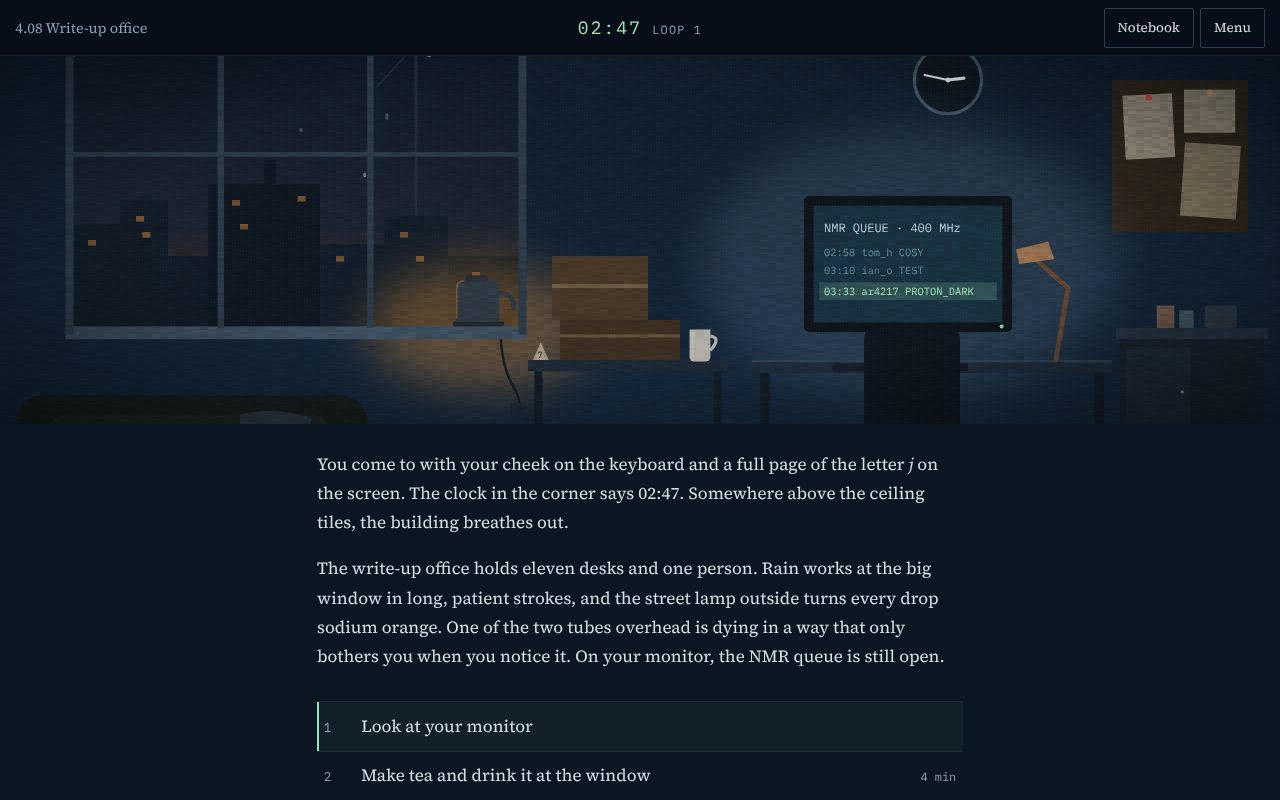 4.08 Write-up office
02:47 LOOP 1
Notebook
Menu
NMR QUEUE · 400 MHz
02:58 tom_h COSY
03:10 ian_o TEST
03:33 ar4217 PROTON_DARK
?
You come to with your cheek on the keyboard and a full page of the letter j on
the screen. The clock in the corner says 02:47. Somewhere above the ceiling
tiles, the building breathes out.
The write-up office holds eleven desks and one person. Rain works at the big
window in long, patient strokes, and the street lamp outside turns every drop
sodium orange. One of the two tubes overhead is dying in a way that only
bothers you when you notice it. On your monitor, the NMR queue is still open.
1 Look at your monitor
2 Make tea and drink it at the window 4 min